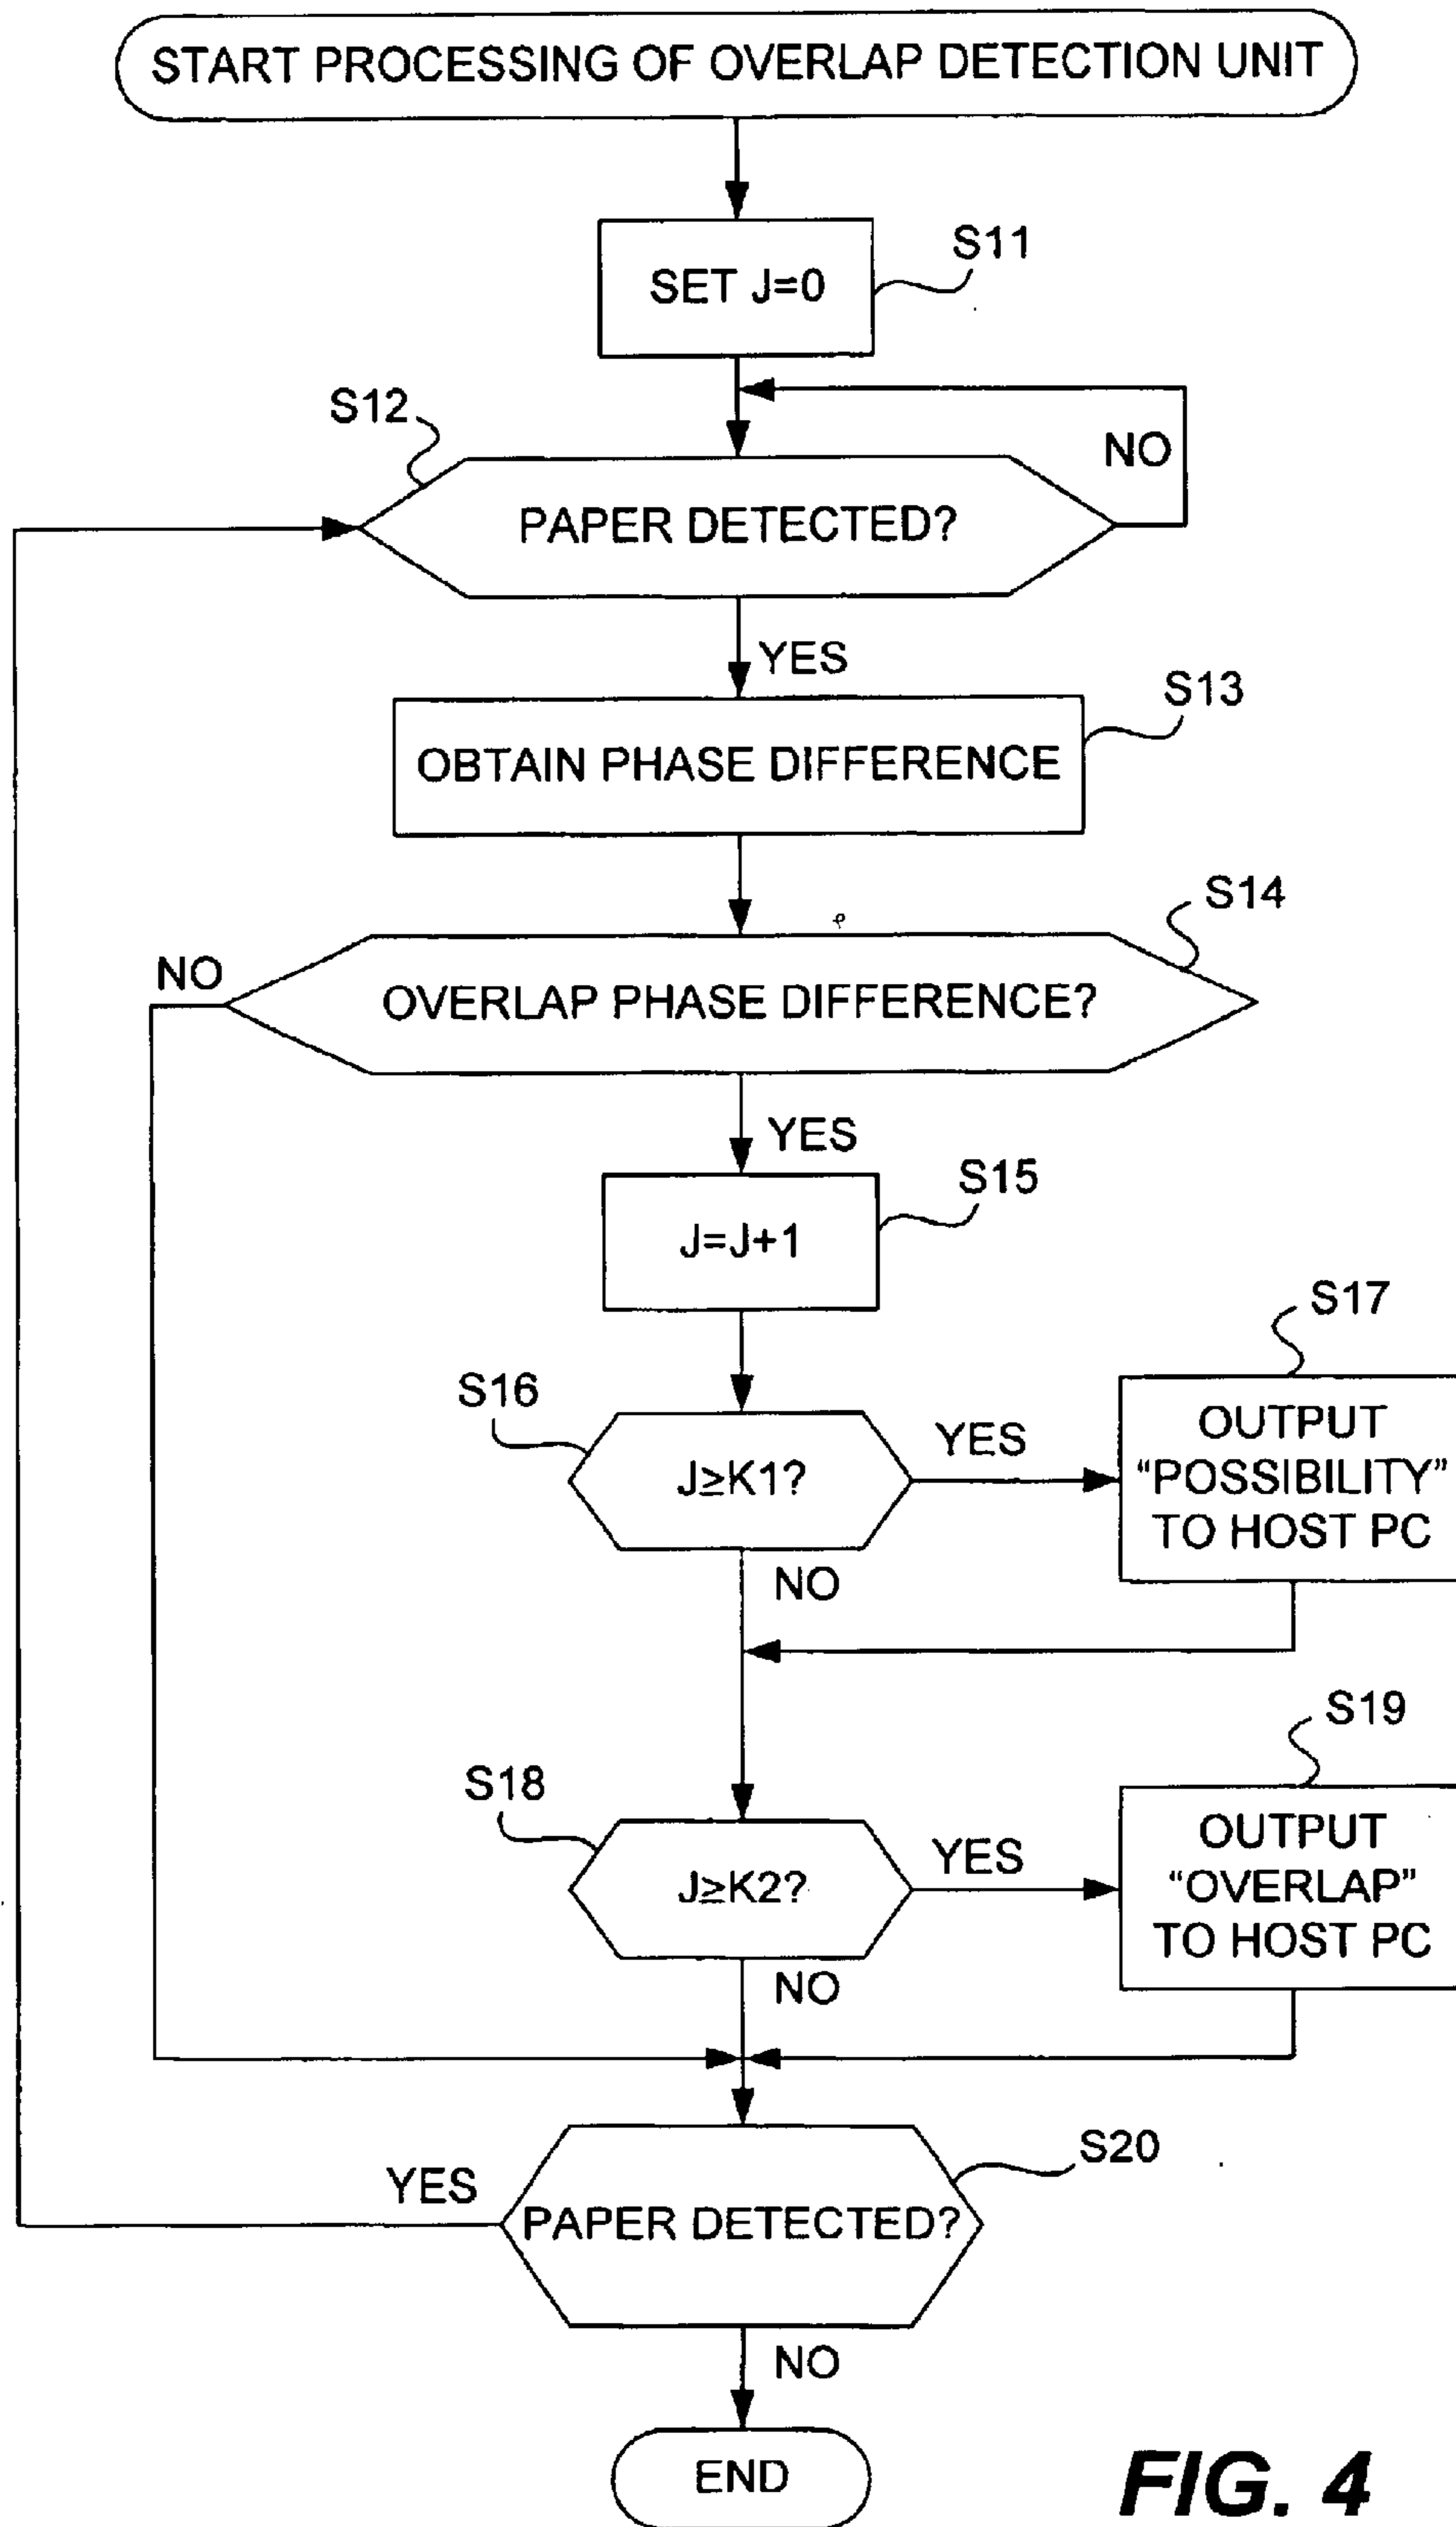 START PROCESSING OF OVERLAP DETECTION UNIT
S11
SET J=0
S12
NO
PAPER DETECTED?
YES
S13
OBTAIN PHASE DIFFERENCE
S14
NO
OVERLAP PHASE DIFFERENCE?
YES
S15
J=J+1
S17
S16
YES
OUTPUT
“POSSIBILITY”
TO HOST PC
J≧K1?
NO
S19
S18
YES
OUTPUT
“OVERLAP”
TO HOST PC
J≧K2?
NO
S20
YES
PAPER DETECTED?
NO
END
FIG. 4